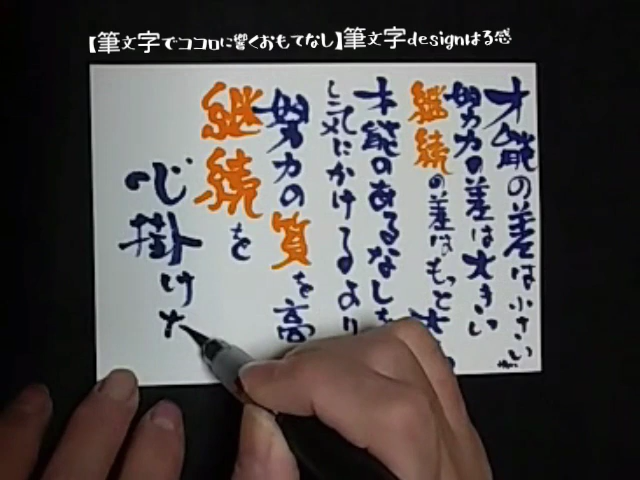 【筆文字でココロに響くおもてなし】筆文字designはる感
才能の差は小さい
努力の差は大きい
継続の差はもっと
本能のあるなしを
気にかけるより
努力の質を高
継続を
心掛けた